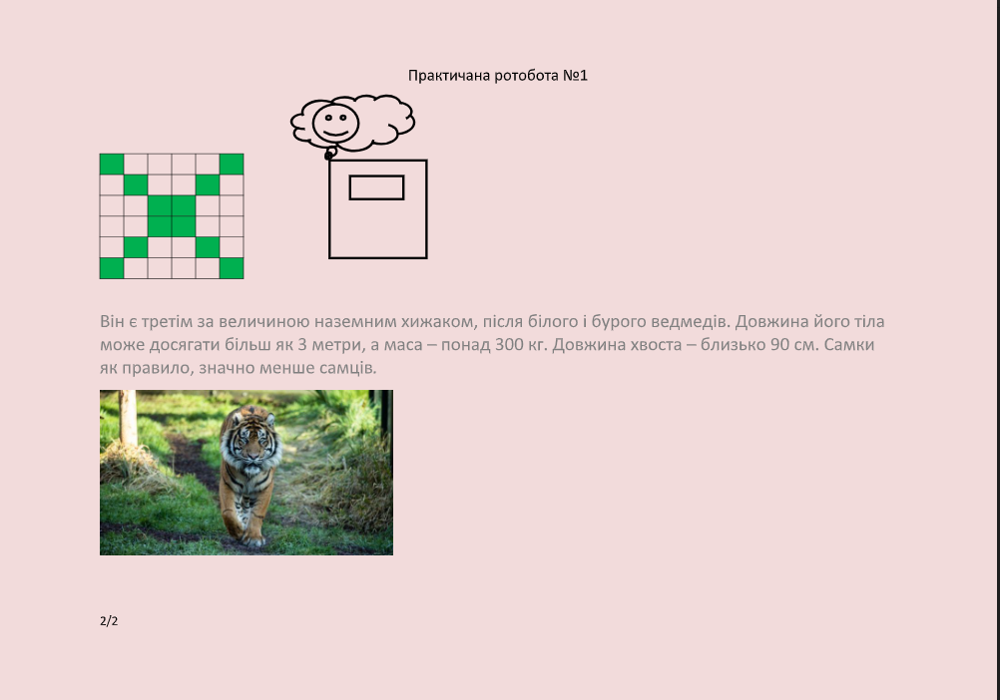 Практичана ротобота №1
Він є третім за величиною наземним хижаком, після білого і бурого ведмедів. Довжина його тіла
може досягати більш як 3 метри, а маса – понад 300 кг. Довжина хвоста – близько 90 см. Самки
як правило, значно менше самців.
2/2